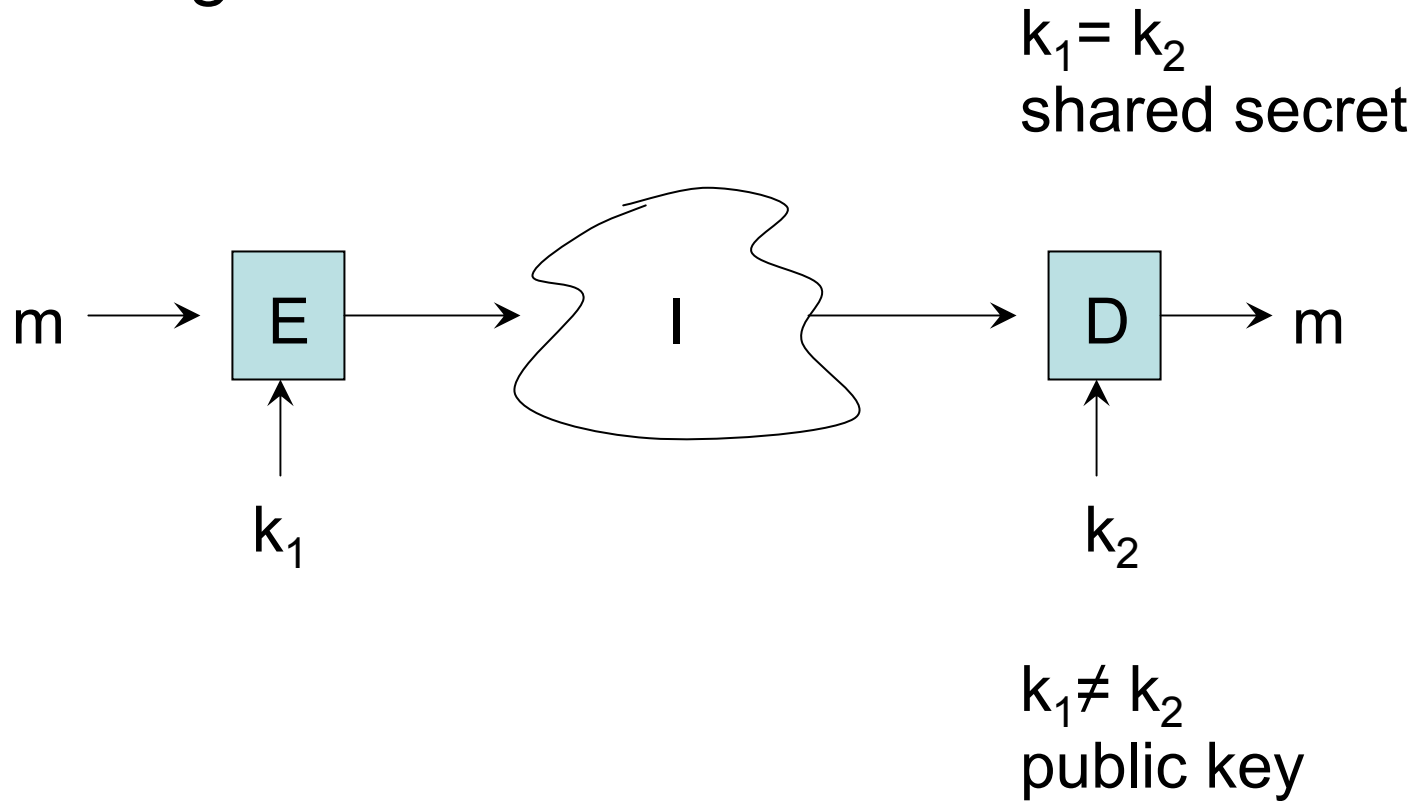 k₁= k₂
shared secret
m E I D m
k₁ k₂
k₁≠ k₂
public key